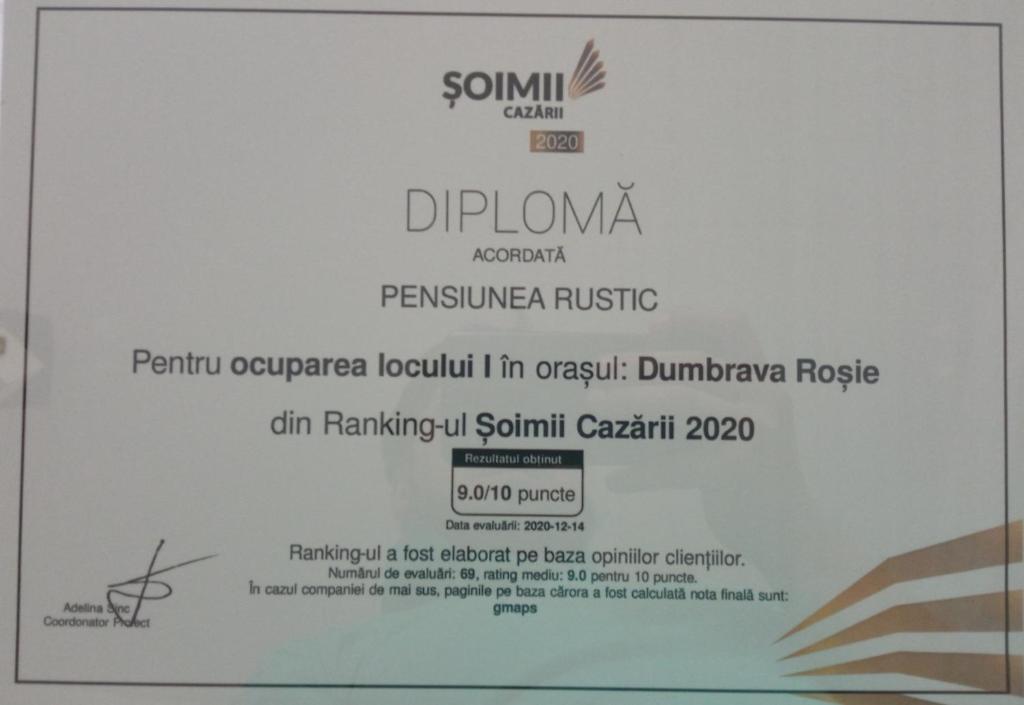 ȘOIMII
CAZĂRII
2020
DIPLOMĂ
ACORDATĂ
PENSIUNEA RUSTIC
Pentru ocuparea locului I în orașul: Dumbrava Roșie
din Ranking-ul Șoimii Cazării 2020
Rezultatul obținut
9.0/10 puncte
Data evaluării: 2020-12-14
Ranking-ul a fost elaborat pe baza opiniilor clienților.
Numărul de evaluări: 69, rating mediu: 9.0 pentru 10 puncte.
În cazul companiei de mai sus, paginile pe baza cărora a fost calculată nota finală sunt:
gmaps
Adelina
Coordonator Proiect